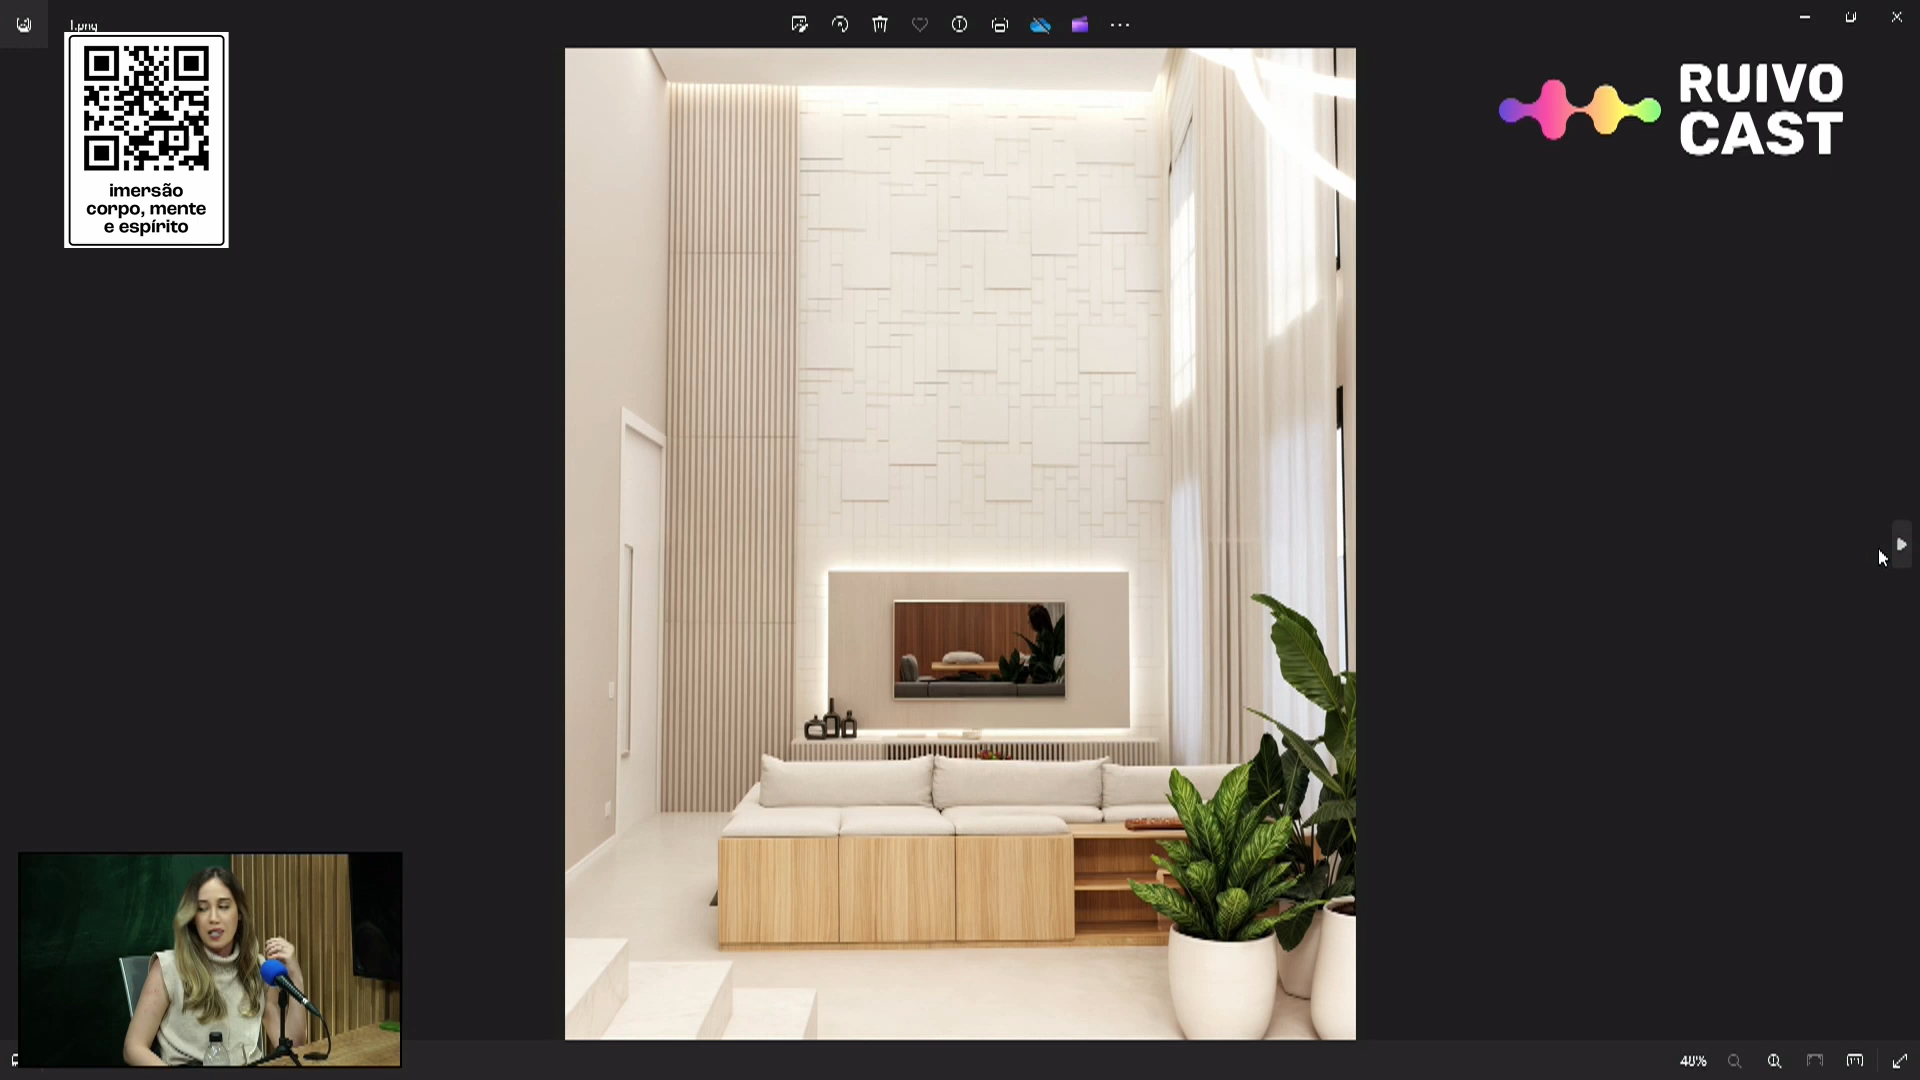 1.png
imersão
corpo, mente
e espírito
RUIVO
CAST
40%